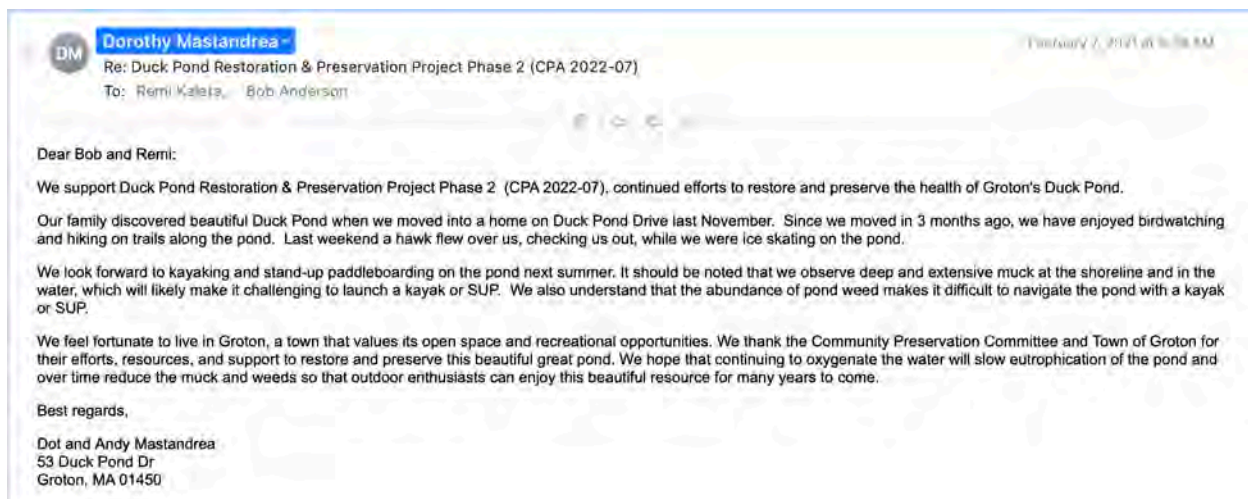 DM
Dorothy Mastandrea
Re: Duck Pond Restoration & Preservation Project Phase 2 (CPA 2022-07)
To: Remi Bob Anderson
Dear Bob and Remi:
We support Duck Pond Restoration & Preservation Project Phase 2  (CPA 2022-07), continued efforts to restore and preserve the health of Groton's Duck Pond.
Our family discovered beautiful Duck Pond when we moved into a home on Duck Pond Drive last November.  Since we moved in 3 months ago, we have enjoyed birdwatching
and hiking on trails along the pond.  Last weekend a hawk flew over us, checking us out, while we were ice skating on the pond.
We look forward to kayaking and stand-up paddleboarding on the pond next summer. It should be noted that we observe deep and extensive muck at the shoreline and in the
water, which will likely make it challenging to launch a kayak or SUP.  We also understand that the abundance of pond weed makes it difficult to navigate the pond with a kayak
or SUP.
We feel fortunate to live in Groton, a town that values its open space and recreational opportunities. We thank the Community Preservation Committee and Town of Groton for
their efforts, resources, and support to restore and preserve this beautiful great pond. We hope that continuing to oxygenate the water will slow eutrophication of the pond and
over time reduce the muck and weeds so that outdoor enthusiasts can enjoy this beautiful resource for many years to come.
Best regards,
Dot and Andy Mastandrea
53 Duck Pond Dr
Groton, MA 01450